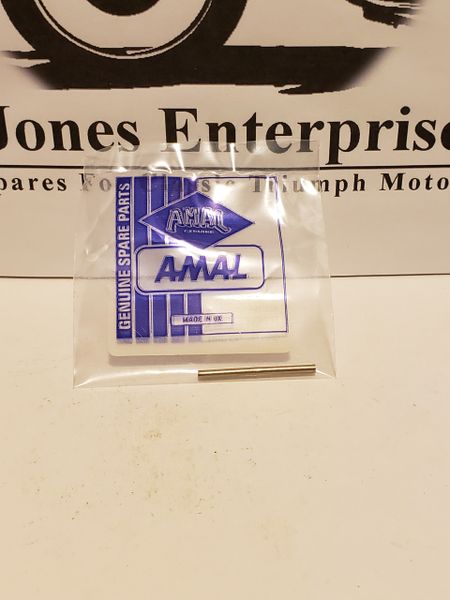 Jones Enterprise
pares For Classic Triumph Moto
GENUINE SPARE PARTS
AMAL
AMAL
MADE IN UK